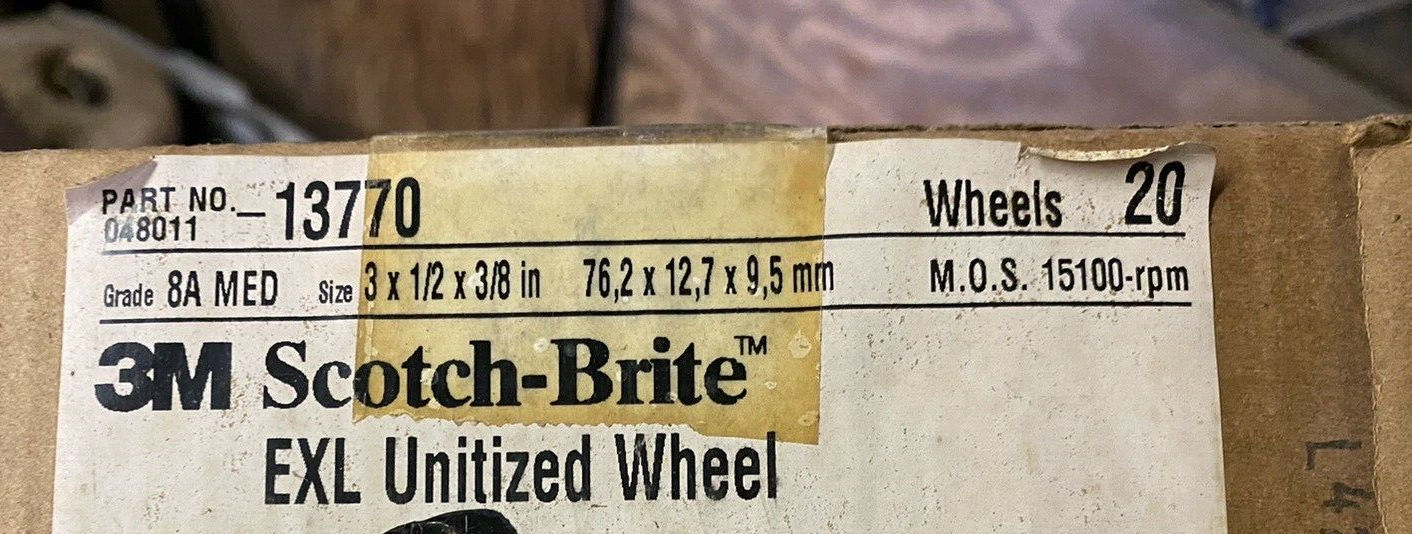 PART NO.
048011 – 13770 Wheels 20
Grade 8A MED Size 3 x 1/2 x 3/8 in 76,2 x 12,7 x 9,5 mm M.O.S. 15100-rpm
3M Scotch-Brite™
EXL Unitized Wheel